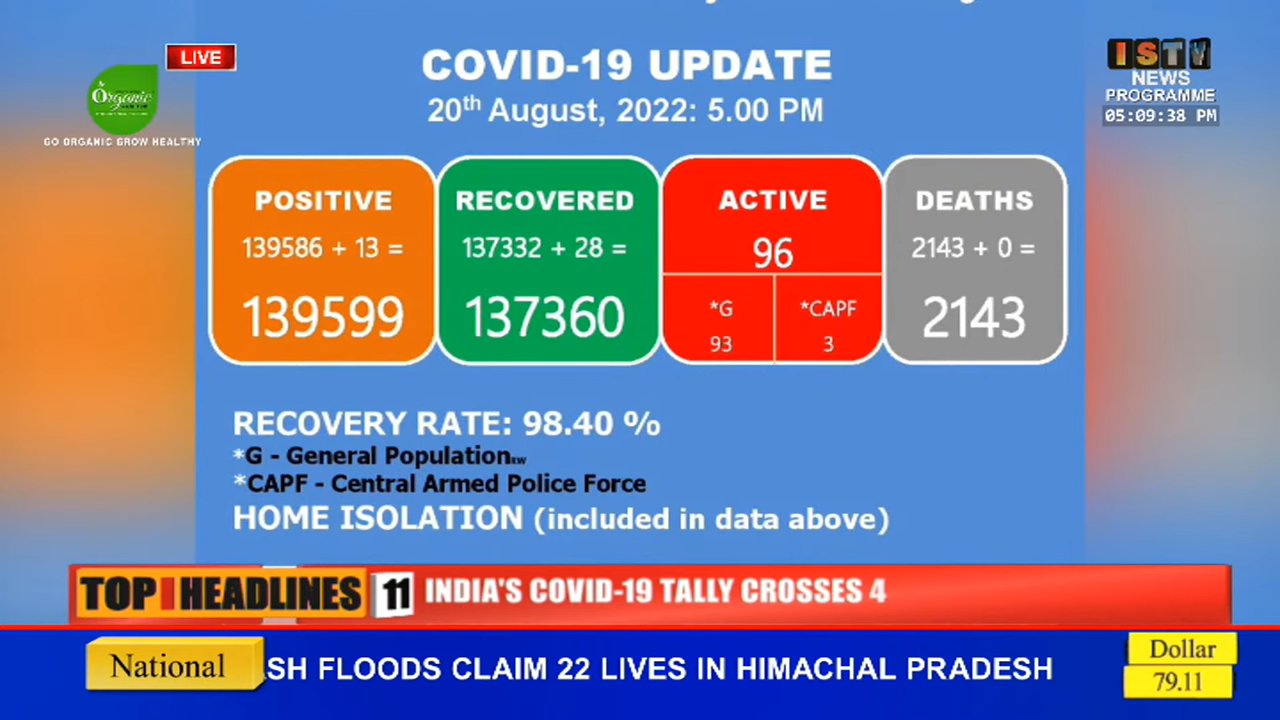 LIVE
Organic
GO ORGANIC GROW HEALTHY
ISTV
NEWS
PROGRAMME
05:09:38 PM
COVID-19 UPDATE
20th August, 2022: 5.00 PM
POSITIVE
139586 + 13 =
139599
RECOVERED
137332 + 28 =
137360
ACTIVE
96
*G
93
*CAPF
3
DEATHS
2143 + 0 =
2143
RECOVERY RATE: 98.40 %
*G - General Population
*CAPF - Central Armed Police Force
HOME ISOLATION (included in data above)
TOP HEADLINES
11
INDIA'S COVID-19 TALLY CROSSES 4
National
SH FLOODS CLAIM 22 LIVES IN HIMACHAL PRADESH
Dollar
79.11